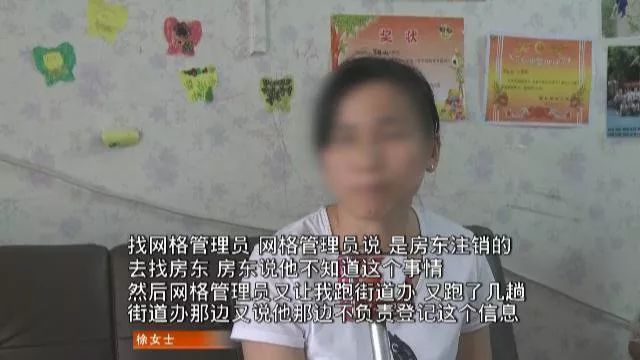 奖状
找网格管理员 网格管理员说 是房东注销的
去找房东 房东说他不知道这个事情
然后网格管理员又让我跑街道办 又跑了几趟
街道办那边又说他那边不负责登记这个信息
徐女士